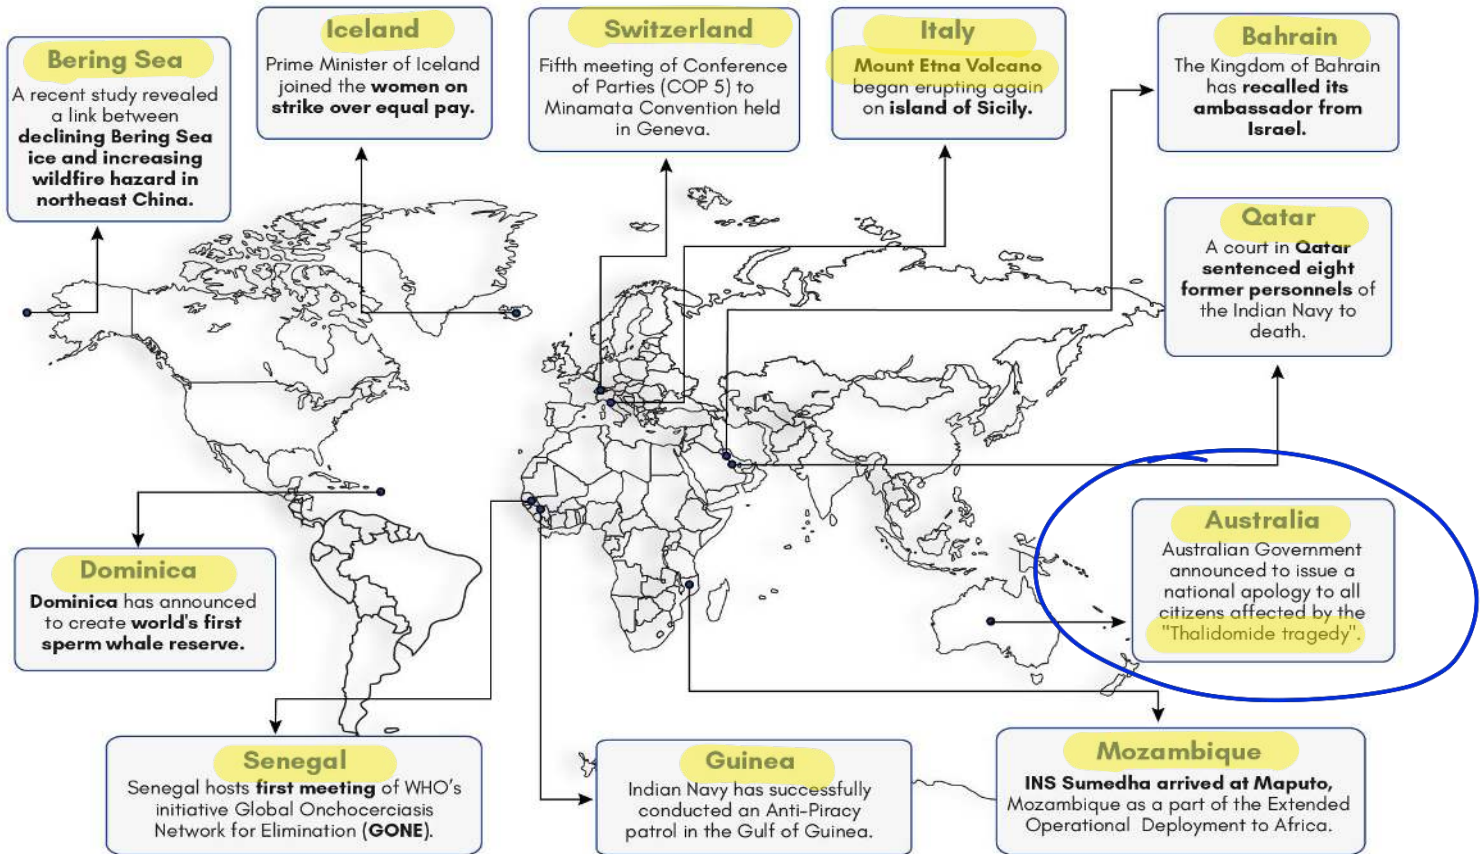 Bering Sea
A recent study revealed
a link between
declining Bering Sea
ice and increasing
wildfire hazard in
northeast China.
Iceland
Prime Minister of Iceland
joined the women on
strike over equal pay.
Switzerland
Fifth meeting of Conference
of Parties (COP 5) to
Minamata Convention held
in Geneva.
Italy
Mount Etna Volcano
began erupting again
on island of Sicily.
Bahrain
The Kingdom of Bahrain
has recalled its
ambassador from
Israel.
Qatar
A court in Qatar
sentenced eight
former personnels of
the Indian Navy to
death.
Australia
Australian Government
announced to issue a
national apology to all
citizens affected by the
"Thalidomide tragedy".
Dominica
Dominica has announced
to create world's first
sperm whale reserve.
Senegal
Senegal hosts first meeting of WHO's
initiative Global Onchocerciasis
Network for Elimination (GONE).
Guinea
Indian Navy has successfully
conducted an Anti-Piracy
patrol in the Gulf of Guinea.
Mozambique
INS Sumedha arrived at Maputo,
Mozambique as a part of the Extended
Operational Deployment to Africa.